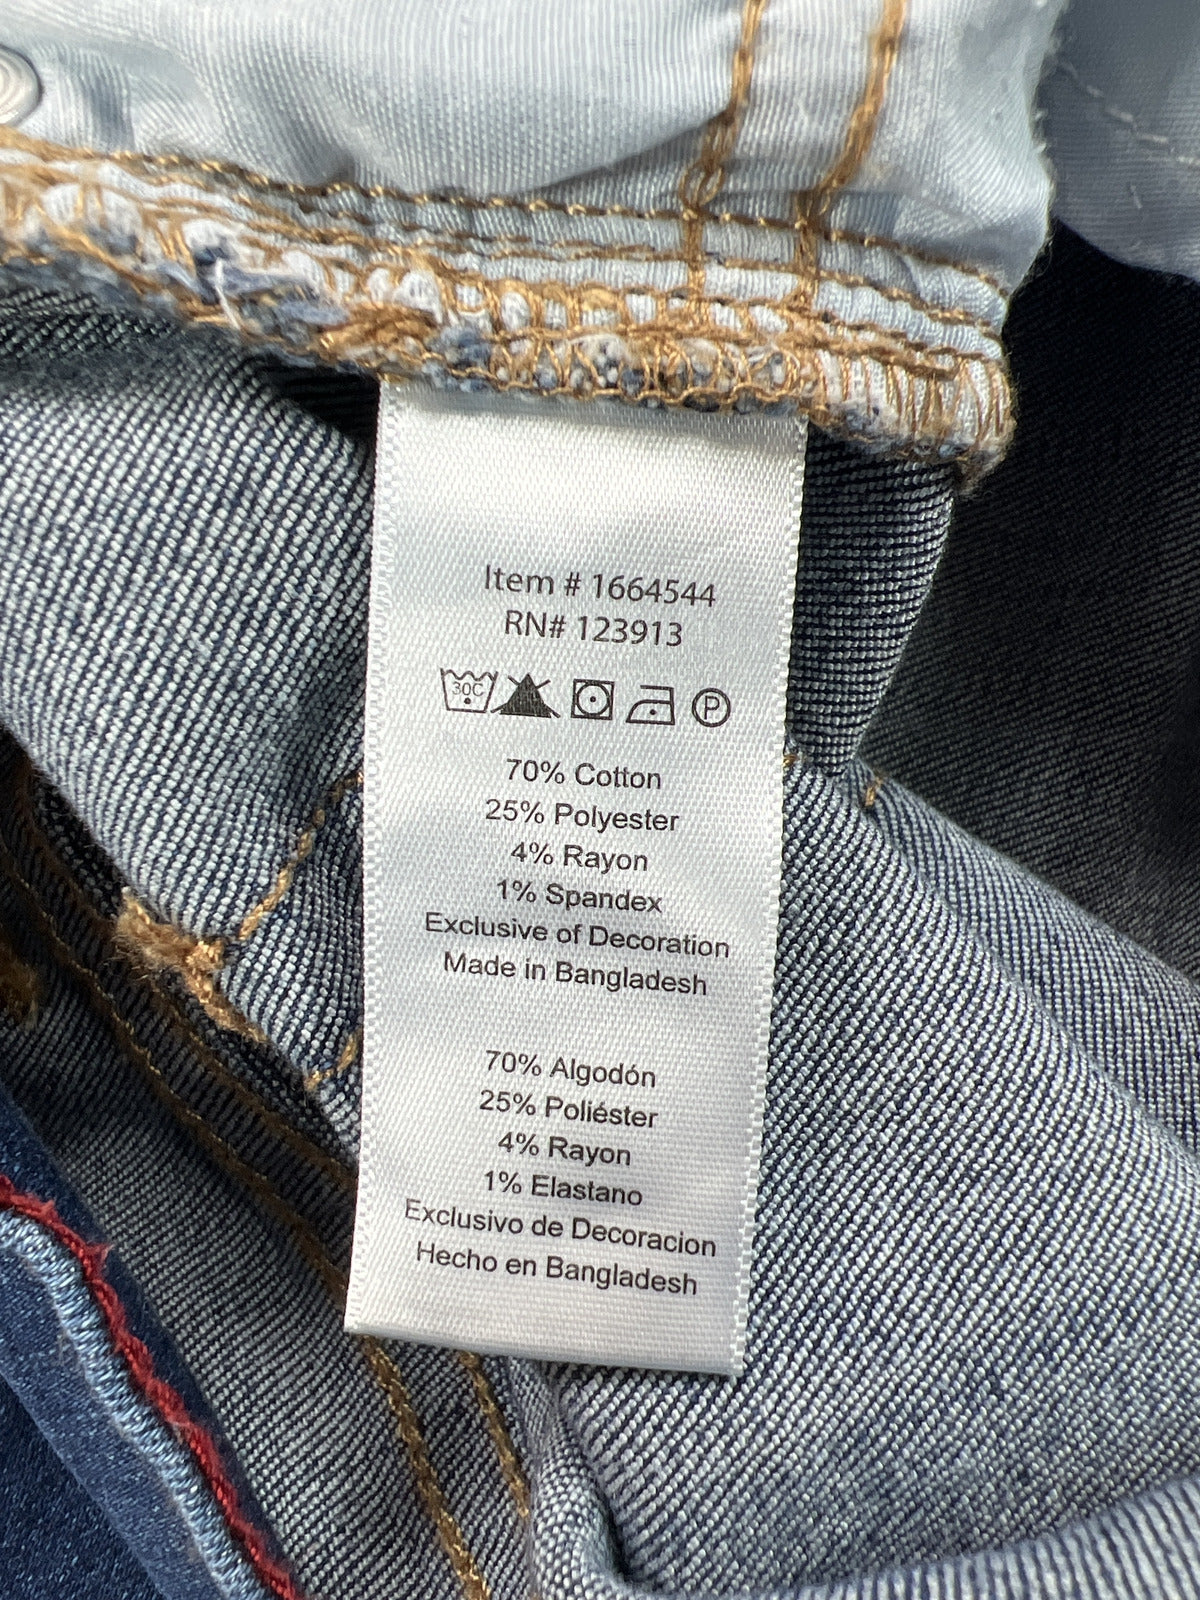 Item # 1664544
RN# 123913
30C P
70% Cotton
25% Polyester
4% Rayon
1% Spandex
Exclusive of Decoration
Made in Bangladesh
70% Algodón
25% Poliéster
4% Rayon
1% Elastano
Exclusivo de Decoracion
Hecho en Bangladesh